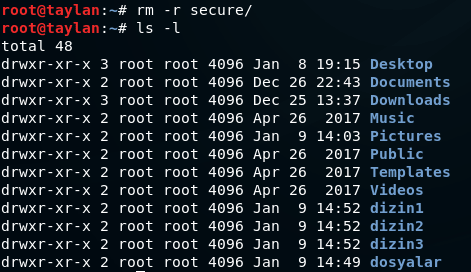 root@taylan:~# rm -r secure/
root@taylan:~# ls -l
total 48
drwxr-xr-x 3 root root 4096 Jan  8 19:15 Desktop
drwxr-xr-x 2 root root 4096 Dec 26 22:43 Documents
drwxr-xr-x 3 root root 4096 Dec 25 13:37 Downloads
drwxr-xr-x 2 root root 4096 Apr 26  2017 Music
drwxr-xr-x 2 root root 4096 Jan  9 14:03 Pictures
drwxr-xr-x 2 root root 4096 Apr 26  2017 Public
drwxr-xr-x 2 root root 4096 Apr 26  2017 Templates
drwxr-xr-x 2 root root 4096 Apr 26  2017 Videos
drwxr-xr-x 2 root root 4096 Jan  9 14:52 dizin1
drwxr-xr-x 2 root root 4096 Jan  9 14:52 dizin2
drwxr-xr-x 2 root root 4096 Jan  9 14:52 dizin3
drwxr-xr-x 2 root root 4096 Jan  9 14:49 dosyalar